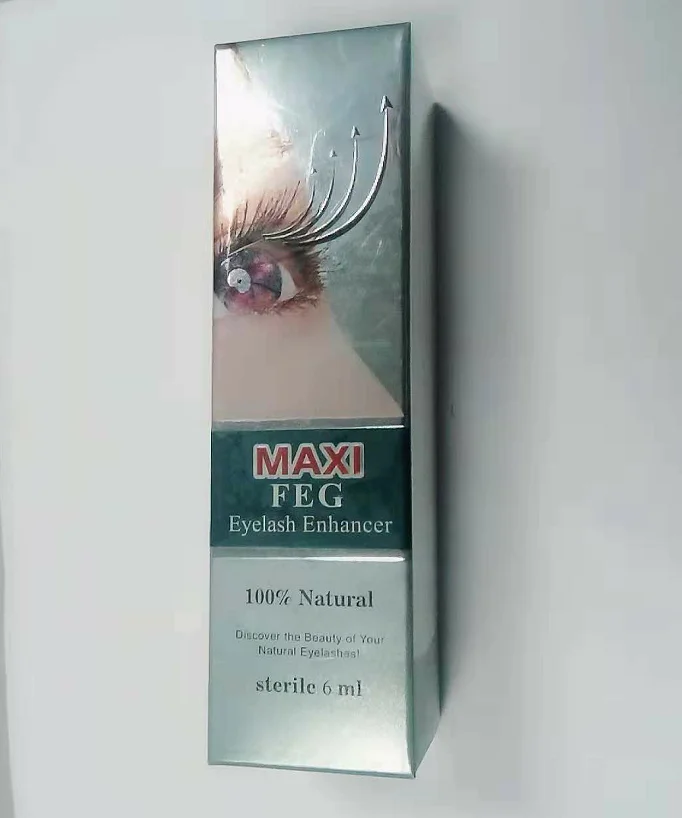 MAXI
FEG
Eyelash Enhancer
100% Natural
Discover the Beauty of Your
Natural Eyelashes!
sterile 6 ml